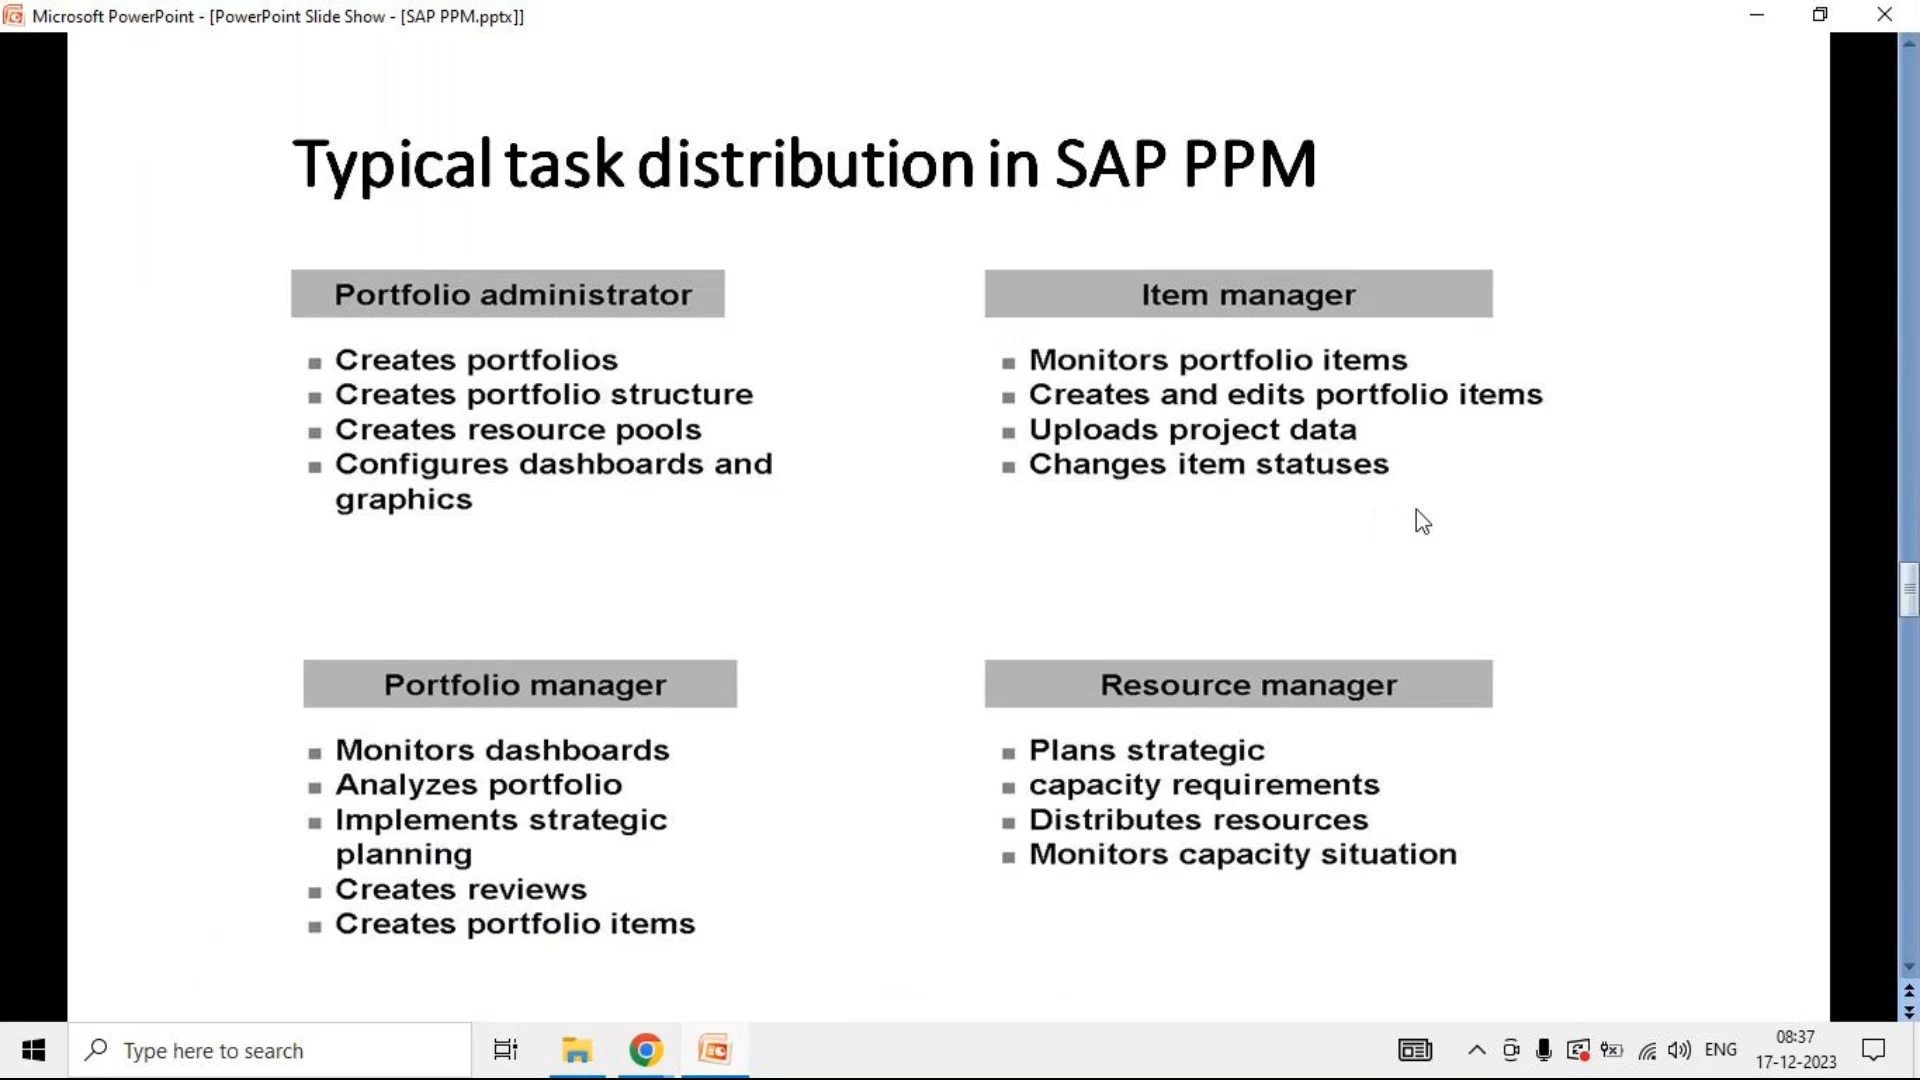 Microsoft PowerPoint - [PowerPoint Slide Show - [SAP PPM.pptx]]
Typical task distribution in SAP PPM
Portfolio administrator
Creates portfolios
Creates portfolio structure
Creates resource pools
Configures dashboards and
graphics
Item manager
Monitors portfolio items
Creates and edits portfolio items
Uploads project data
Changes item statuses
Portfolio manager
Monitors dashboards
Analyzes portfolio
Implements strategic
planning
Creates reviews
Creates portfolio items
Resource manager
Plans strategic
capacity requirements
Distributes resources
Monitors capacity situation
Type here to search
ENG
08:37
17-12-2023